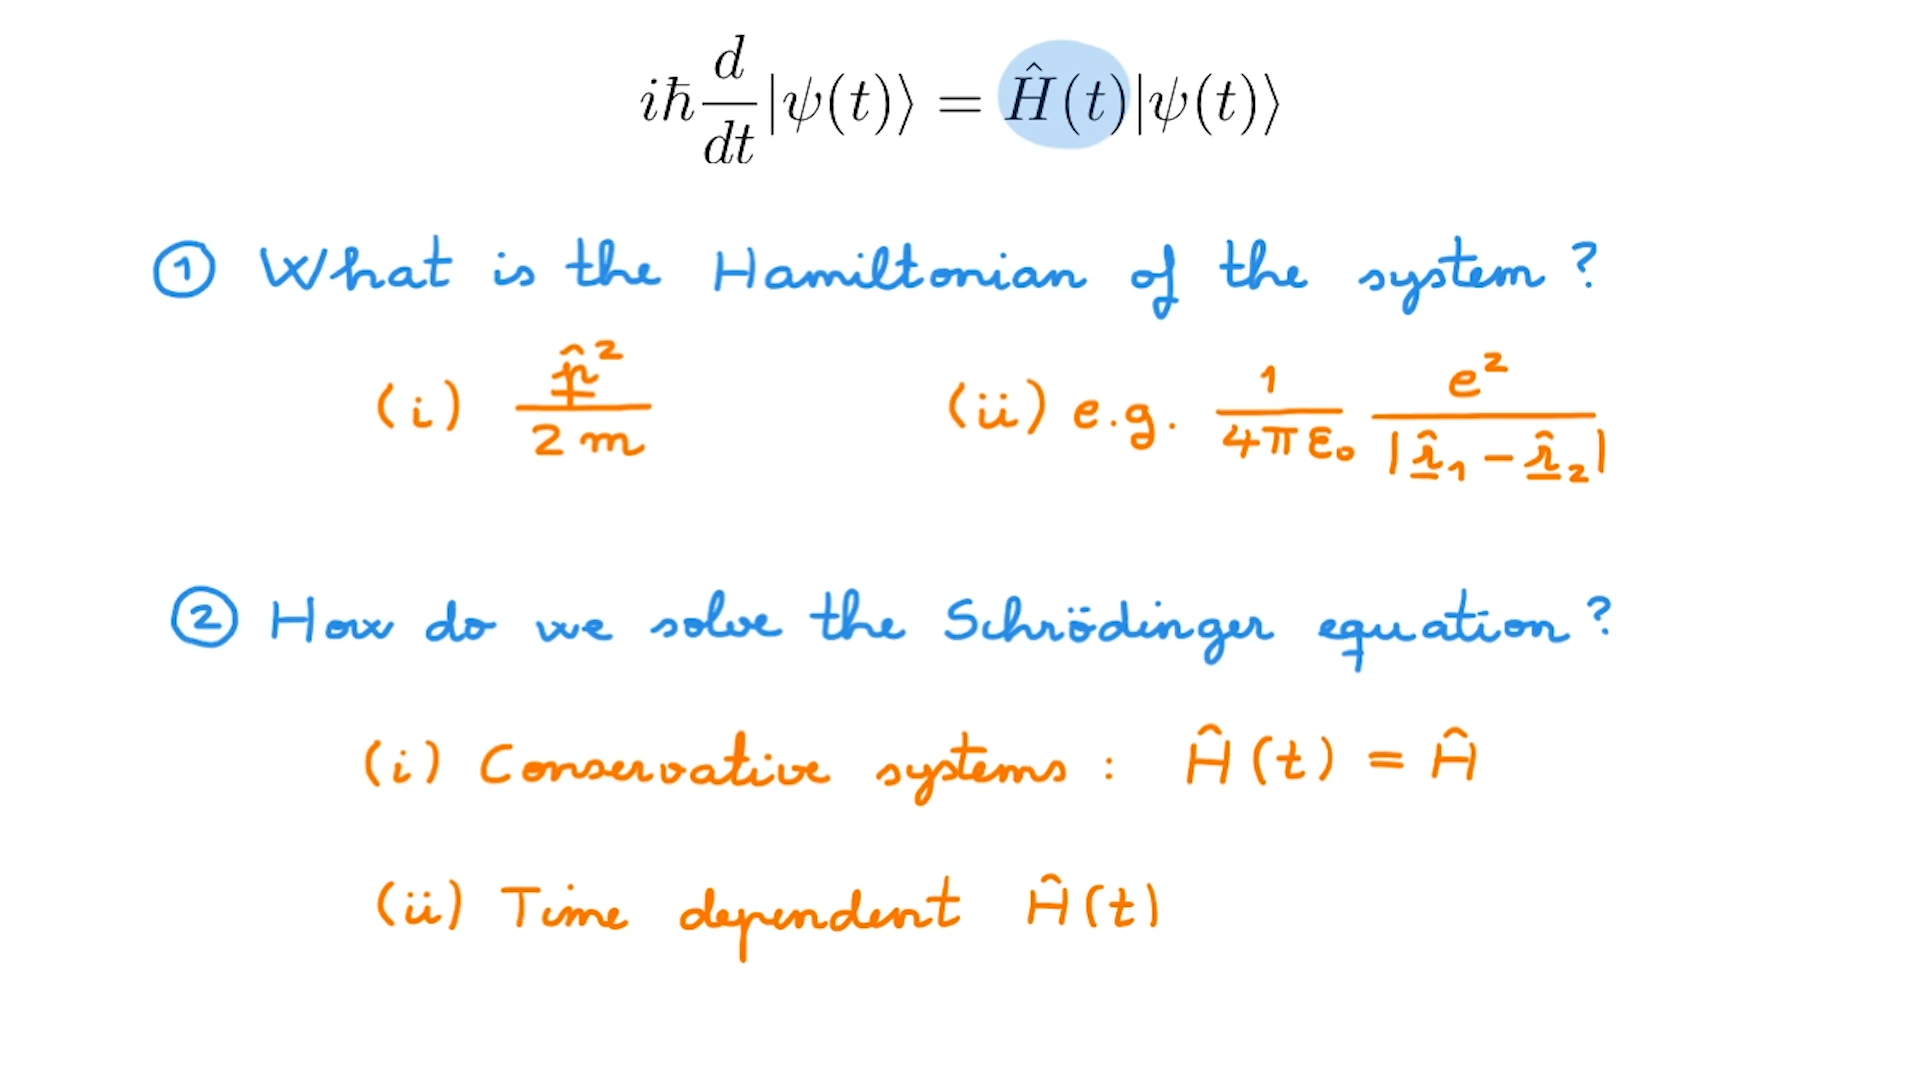 iħ d/dt |ψ(t)⟩ = Ĥ(t)|ψ(t)⟩
① What is the Hamiltonian of the system ?
(i) p̲̂² / 2m (ii) e.g. 1/4πε₀ e²/|r̲̂₁ − r̲̂₂|
② How do we solve the Schrödinger equation ?
(i) Conservative systems : Ĥ(t) = Ĥ
(ii) Time dependent Ĥ(t)